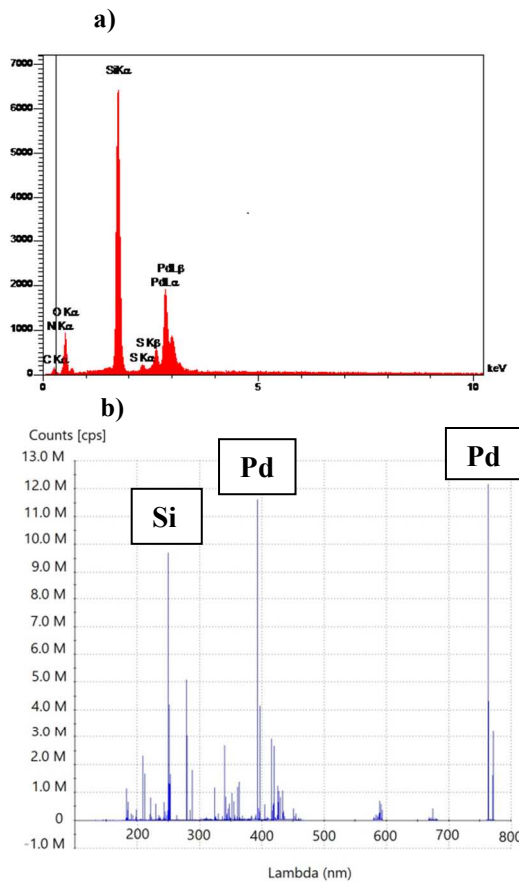 a)
7000
SiKα
6000
5000
4000
3000
PdLβ
2000
PdLα
O Kα
1000
N Kα
S Kβ
C Kα
S Kα
0
keV
0
5
10
b)
Counts [cps]
13.0 M
Pd
Pd
12.0 M
11.0 M
Si
10.0 M
9.0 M
8.0 M
7.0 M
6.0 M
5.0 M
4.0 M
3.0 M
2.0 M
1.0 M
0
-1.0 M
200 300 400 500 600 700 800
Lambda (nm)